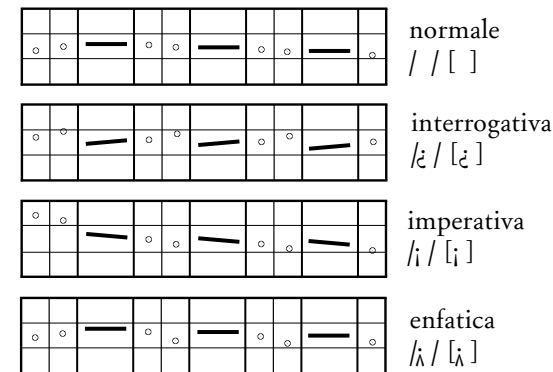 normale
/ / [ ]
interrogativa
/¿ / [¿ ]
imperativa
/¡ / [¡ ]
enfatica